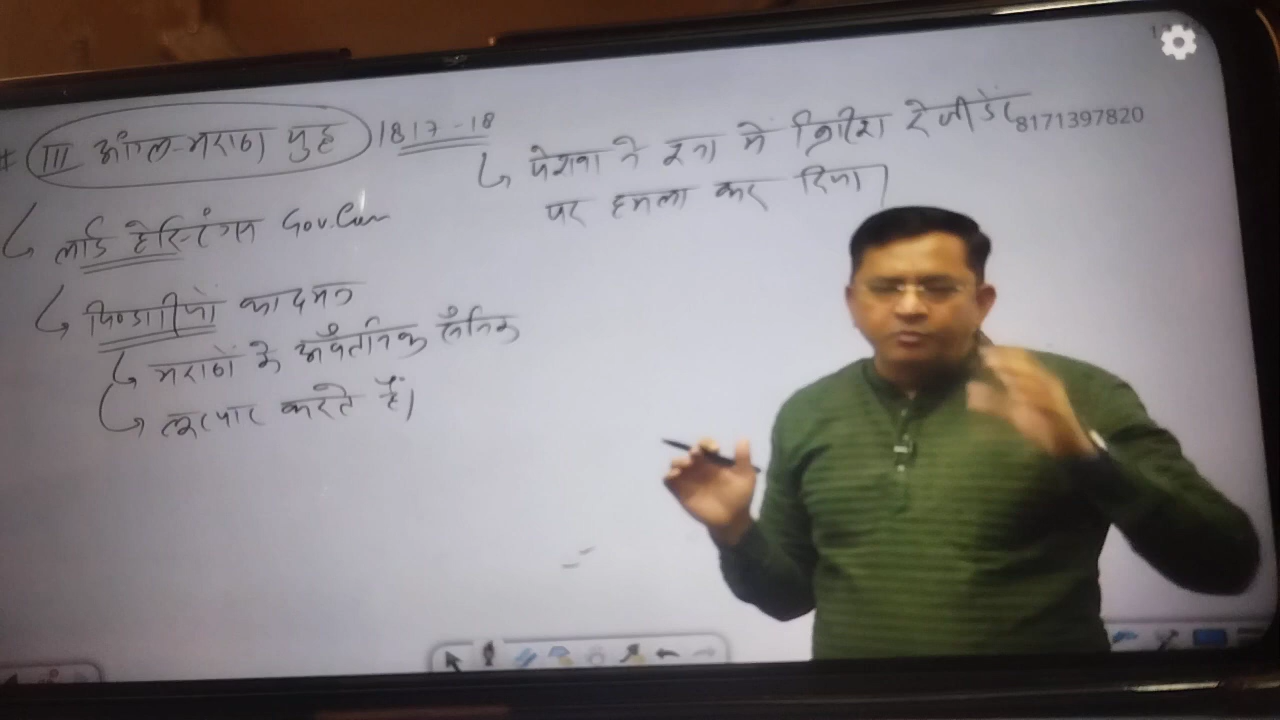 # III आंग्ल-मराठा युद्ध 1817-18
↳ लार्ड हेस्टिंग्स Gov. Gen
↳ पिण्डारियों का दमन
↳ मराठों के अवैतनिक सैनिक
↳ लूटपाट करते हैं।
↳ पेशवा ने पूना में ब्रिटिश रेजीडेंट
पर हमला कर दिया।
8171397820